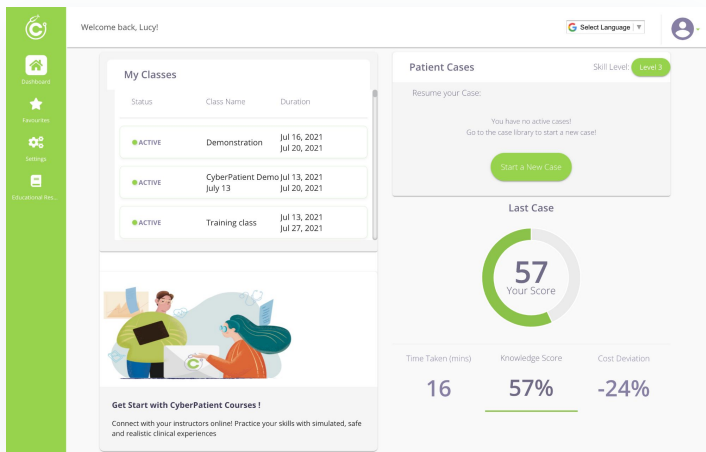 Welcome back, Lucy!
G Select Language ▼
Dashboard
Favourites
Settings
Educational Res...
My Classes
Status Class Name Duration
ACTIVE Demonstration Jul 16, 2021
Jul 20, 2021
ACTIVE CyberPatient Demo Jul 13, 2021
July 13 Jul 20, 2021
ACTIVE Training class Jul 13, 2021
Jul 27, 2021
Get Start with CyberPatient Courses !
Connect with your instructors online! Practice your skills with simulated, safe
and realistic clinical experiences
Patient Cases Skill Level: Level 3
Resume your Case:
You have no active cases!
Go to the case library to start a new case!
Start a New Case
Last Case
57
Your Score
Time Taken (mins) Knowledge Score Cost Deviation
16 57% -24%